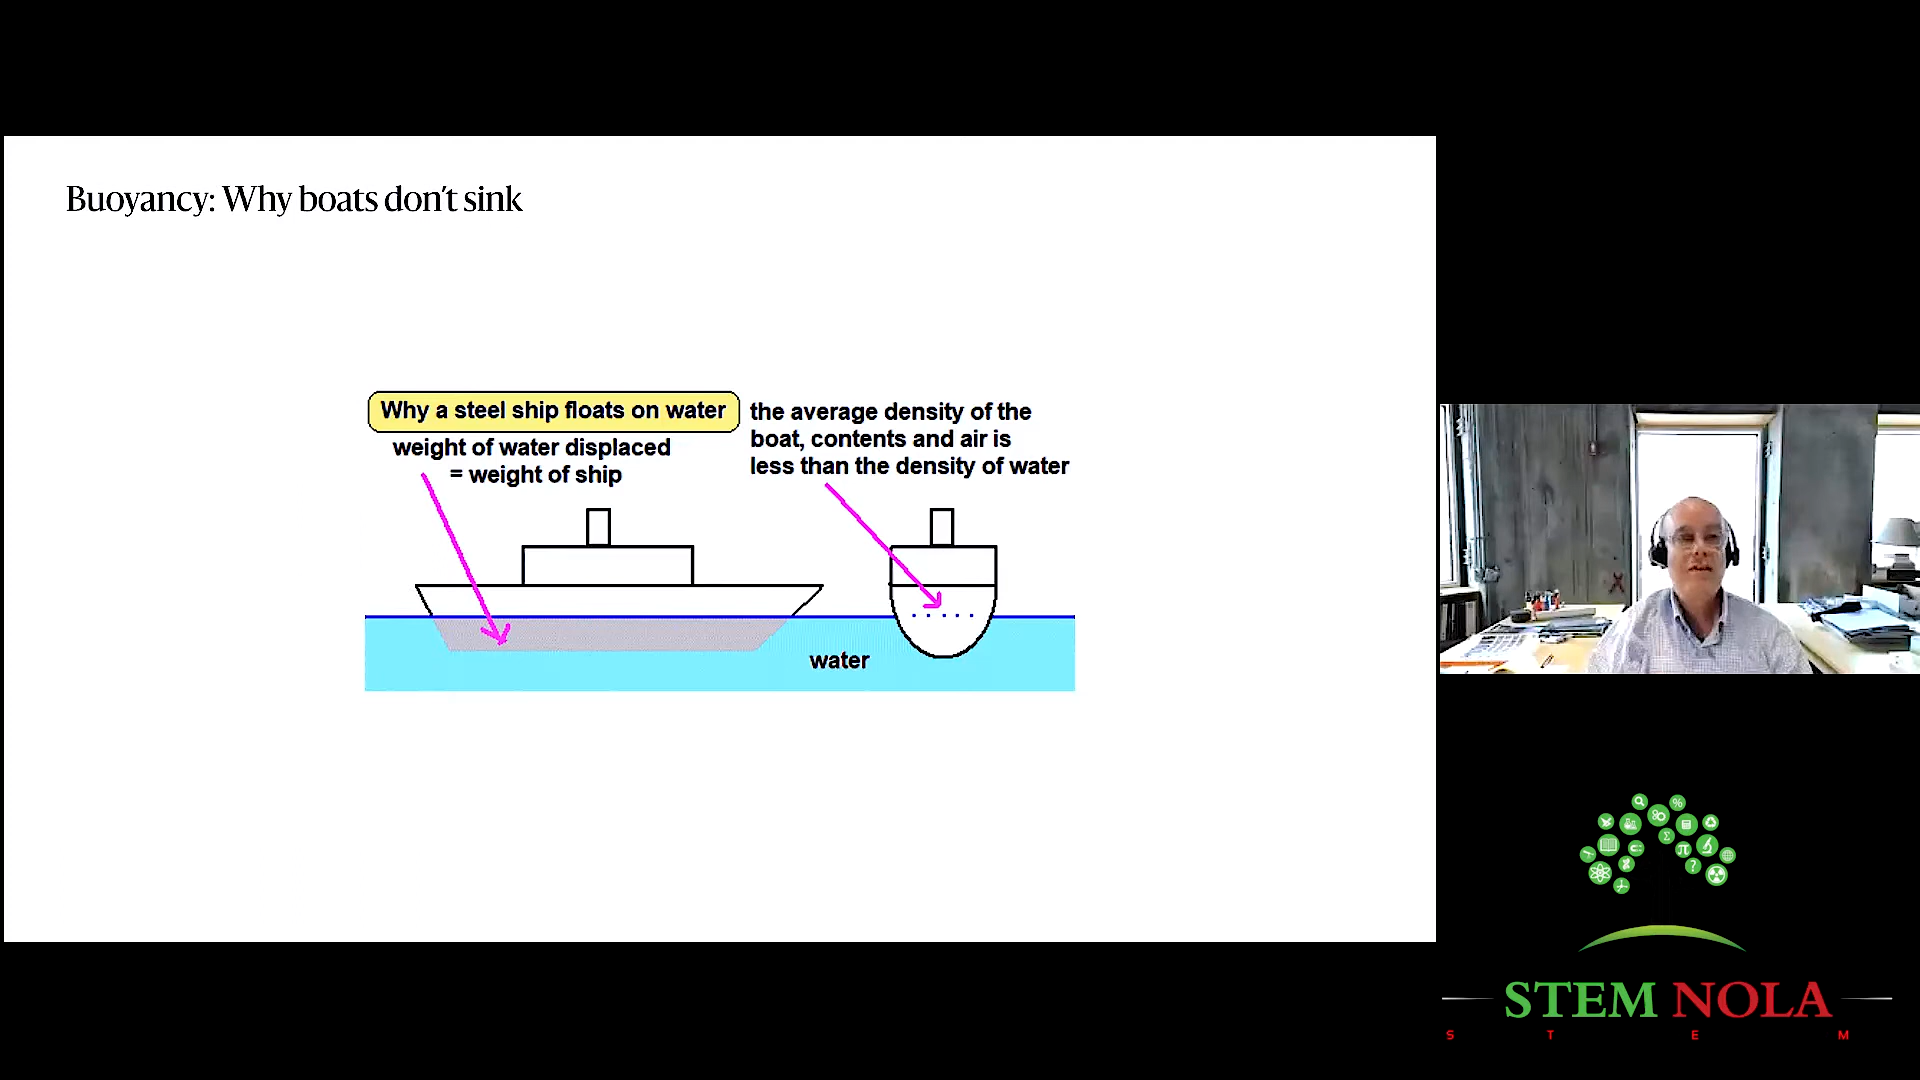 Buoyancy: Why boats don't sink
Why a steel ship floats on water
weight of water displaced
= weight of ship
the average density of the
boat, contents and air is
less than the density of water
water
STEM NOLA
S T E M